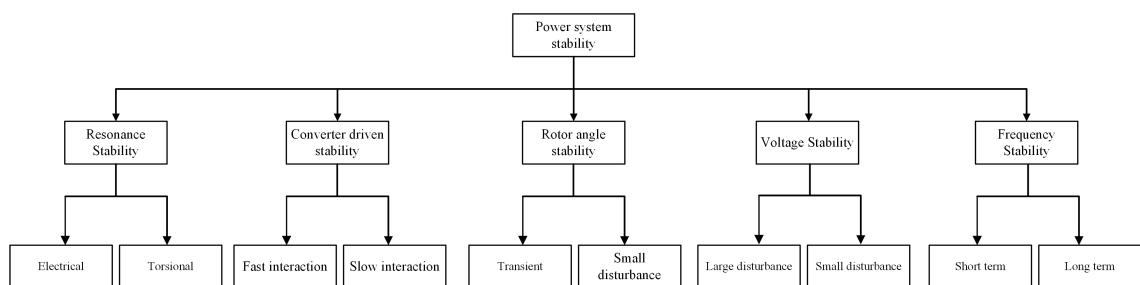 Power system
stability
Resonance
Stability
Converter driven
stability
Rotor angle
stability
Voltage Stability
Frequency
Stability
Electrical
Torsional
Fast interaction
Slow interaction
Transient
Small
disturbance
Large disturbance
Small disturbance
Short term
Long term